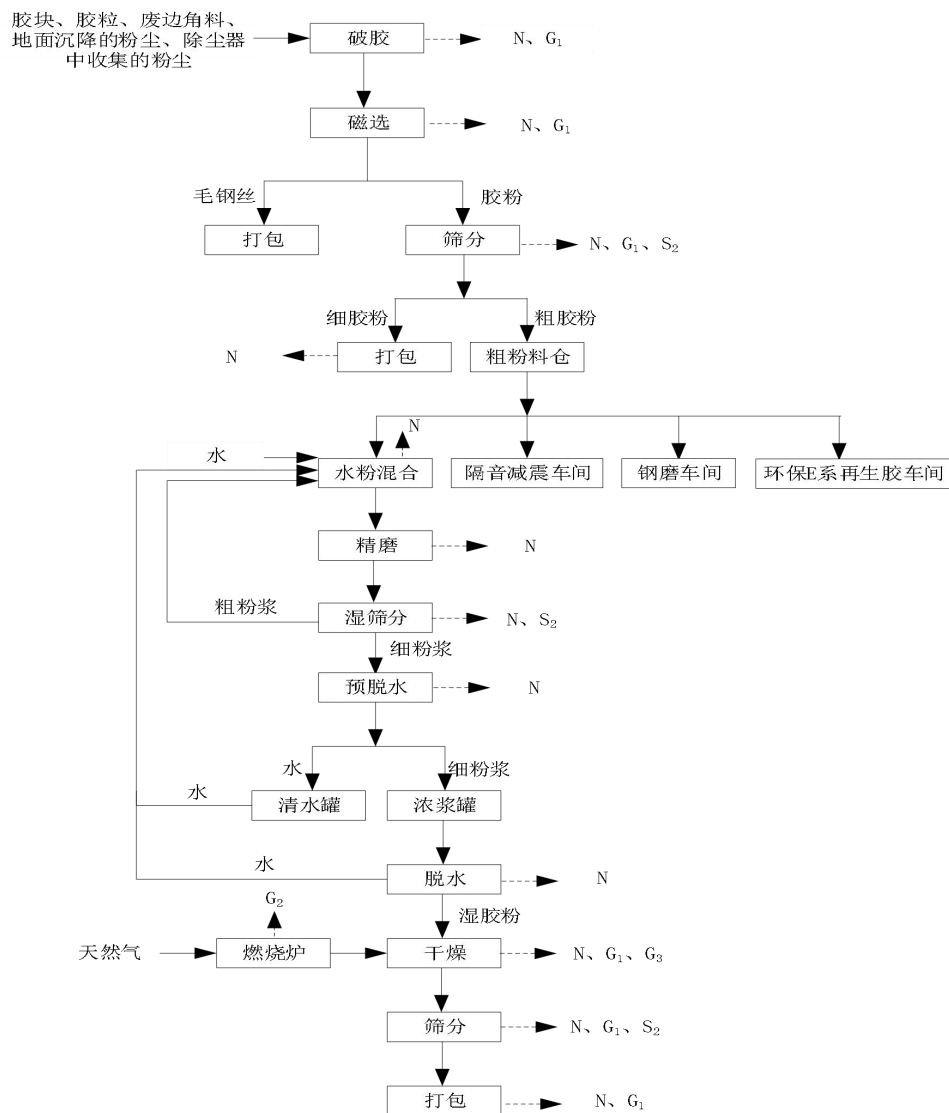 胶块、胶粒、废边角料、
地面沉降的粉尘、除尘器
中收集的粉尘
破胶
N、G₁
磁选
N、G₁
毛钢丝
胶粉
打包
筛分
N、G₁、S₂
细胶粉
粗胶粉
N
打包
粗粉料仓
N
水
水粉混合
隔音减震车间
钢磨车间
环保E系再生胶车间
精磨
N
粗粉浆
湿筛分
N、S₂
细粉浆
预脱水
N
水
细粉浆
水
清水罐
浓浆罐
水
脱水
N
G₂
湿胶粉
天然气
燃烧炉
干燥
N、G₁、G₃
筛分
N、G₁、S₂
打包
N、G₁